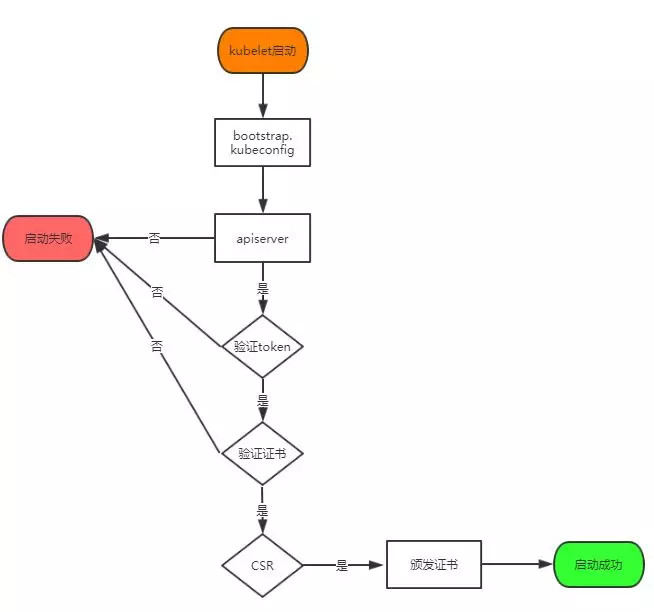 kubelet启动
bootstrap.
kubeconfig
启动失败
否
apiserver
是
否
验证token
否
是
验证证书
是
CSR
是
颁发证书
启动成功